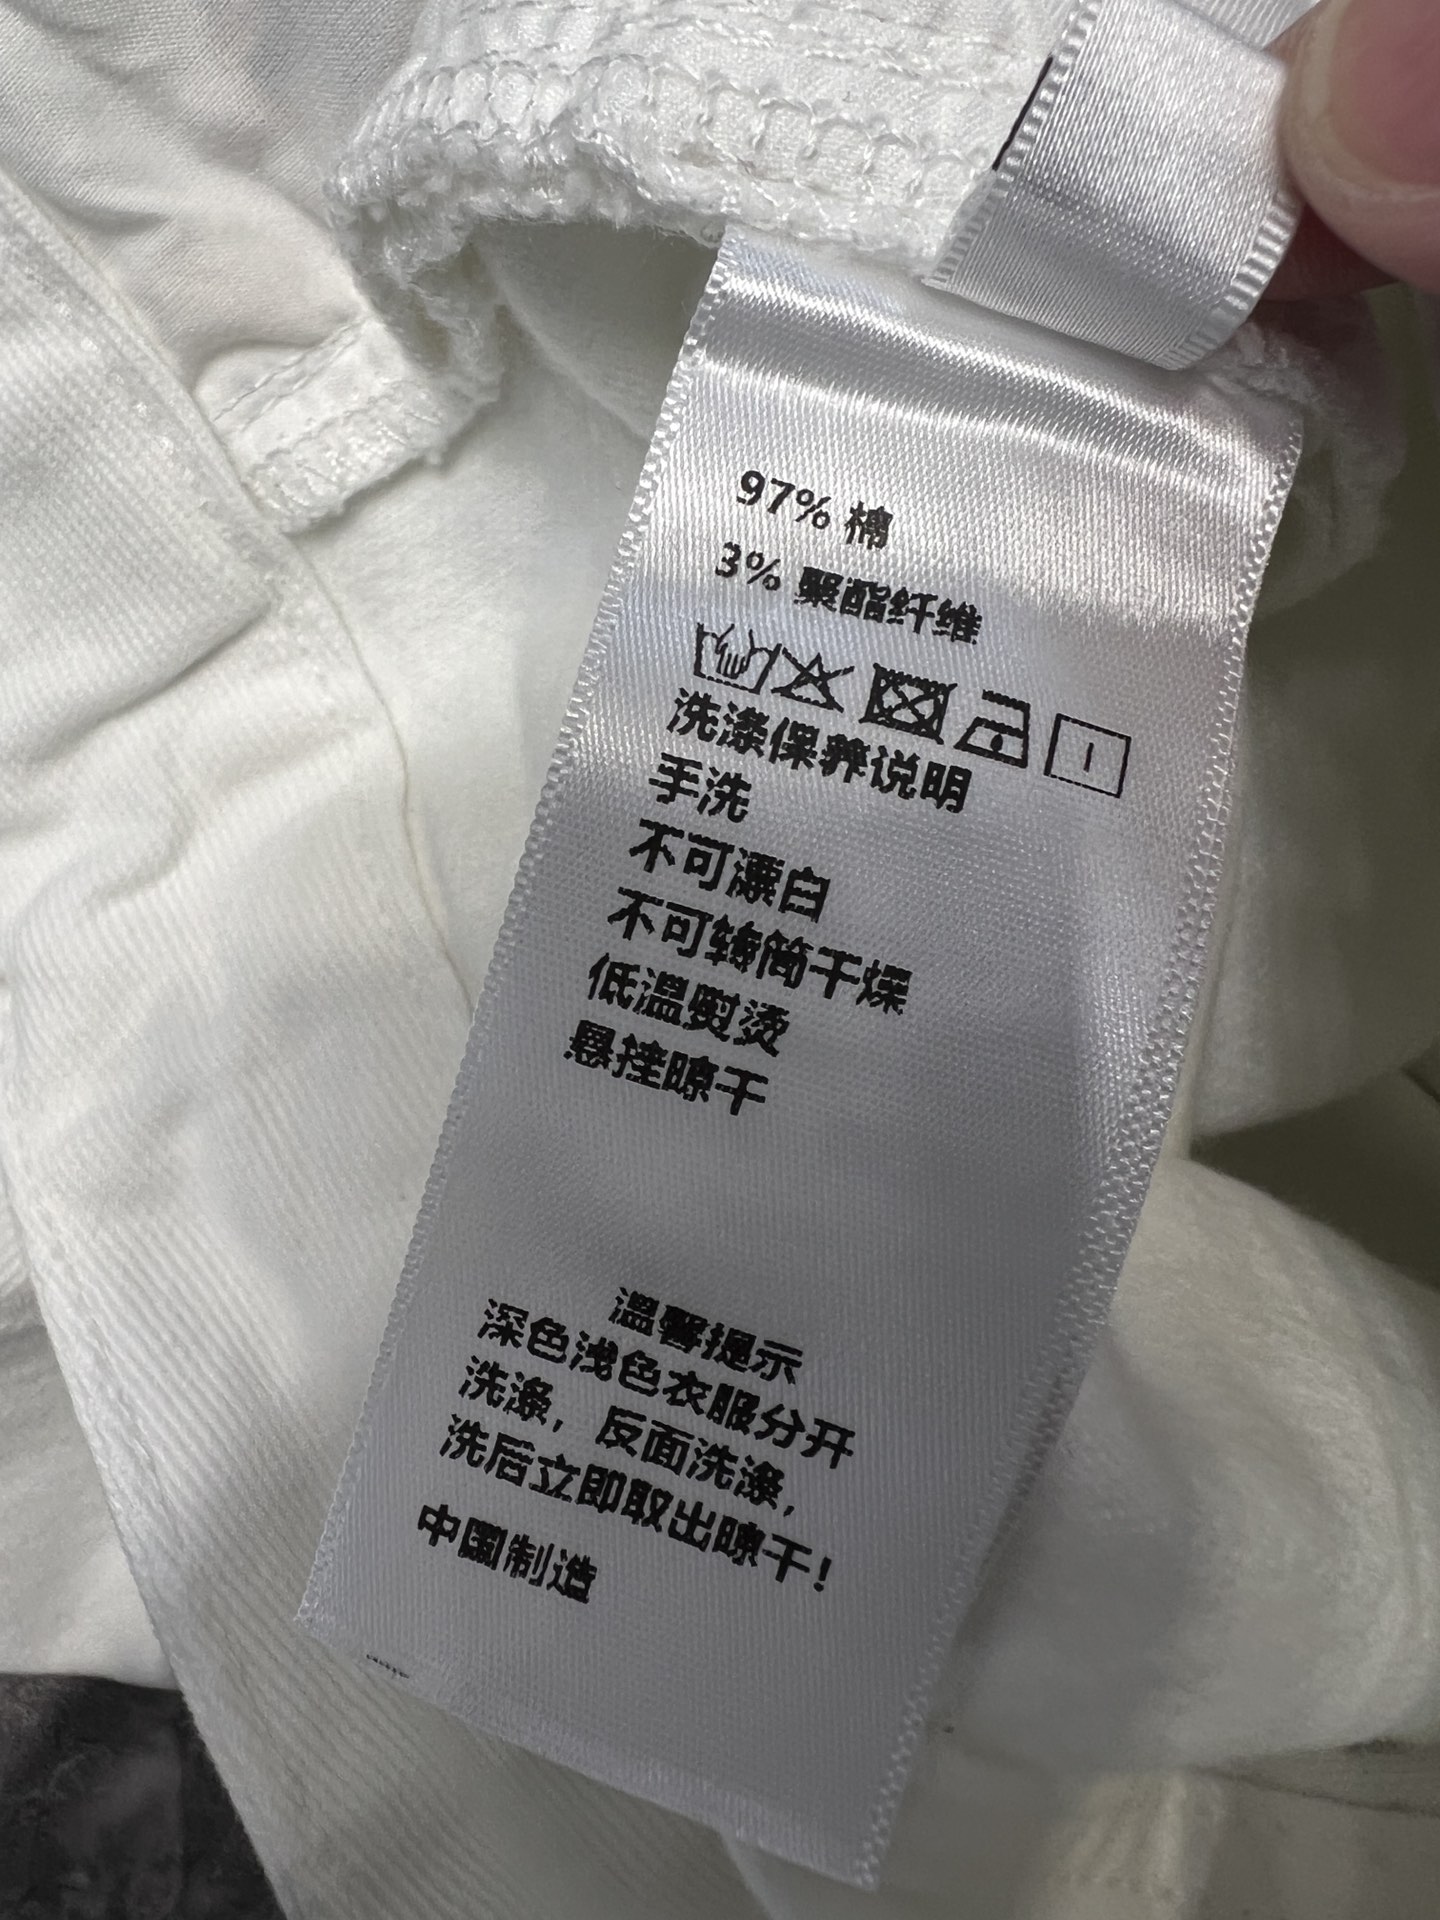 97% 棉
3% 聚酯纤维
洗涤保养说明
手洗
不可漂白
不可转筒干燥
低温熨烫
悬挂晾干
温馨提示
深色浅色衣服分开
洗涤，反面洗涤，
洗后立即取出晾干！
中国制造